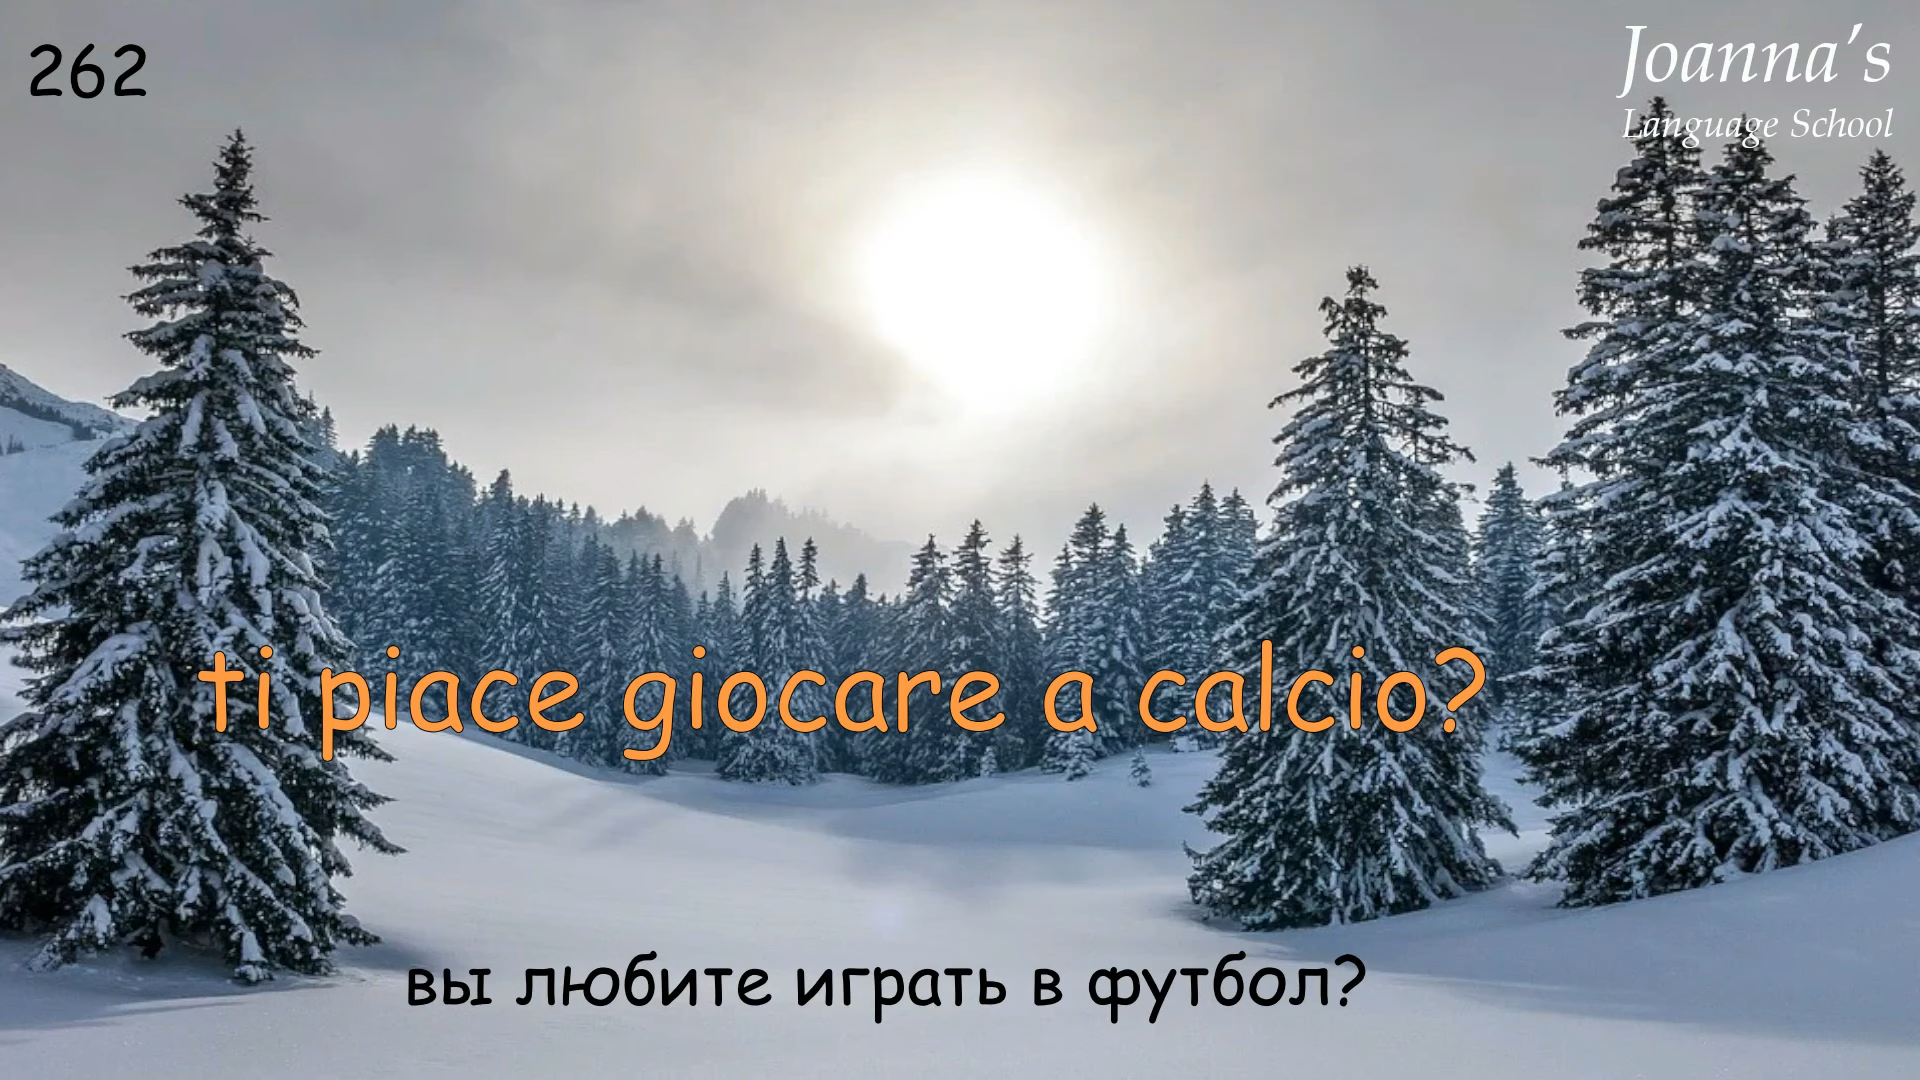 262
Joanna's
Language School
ti piace giocare a calcio?
вы любите играть в футбол?